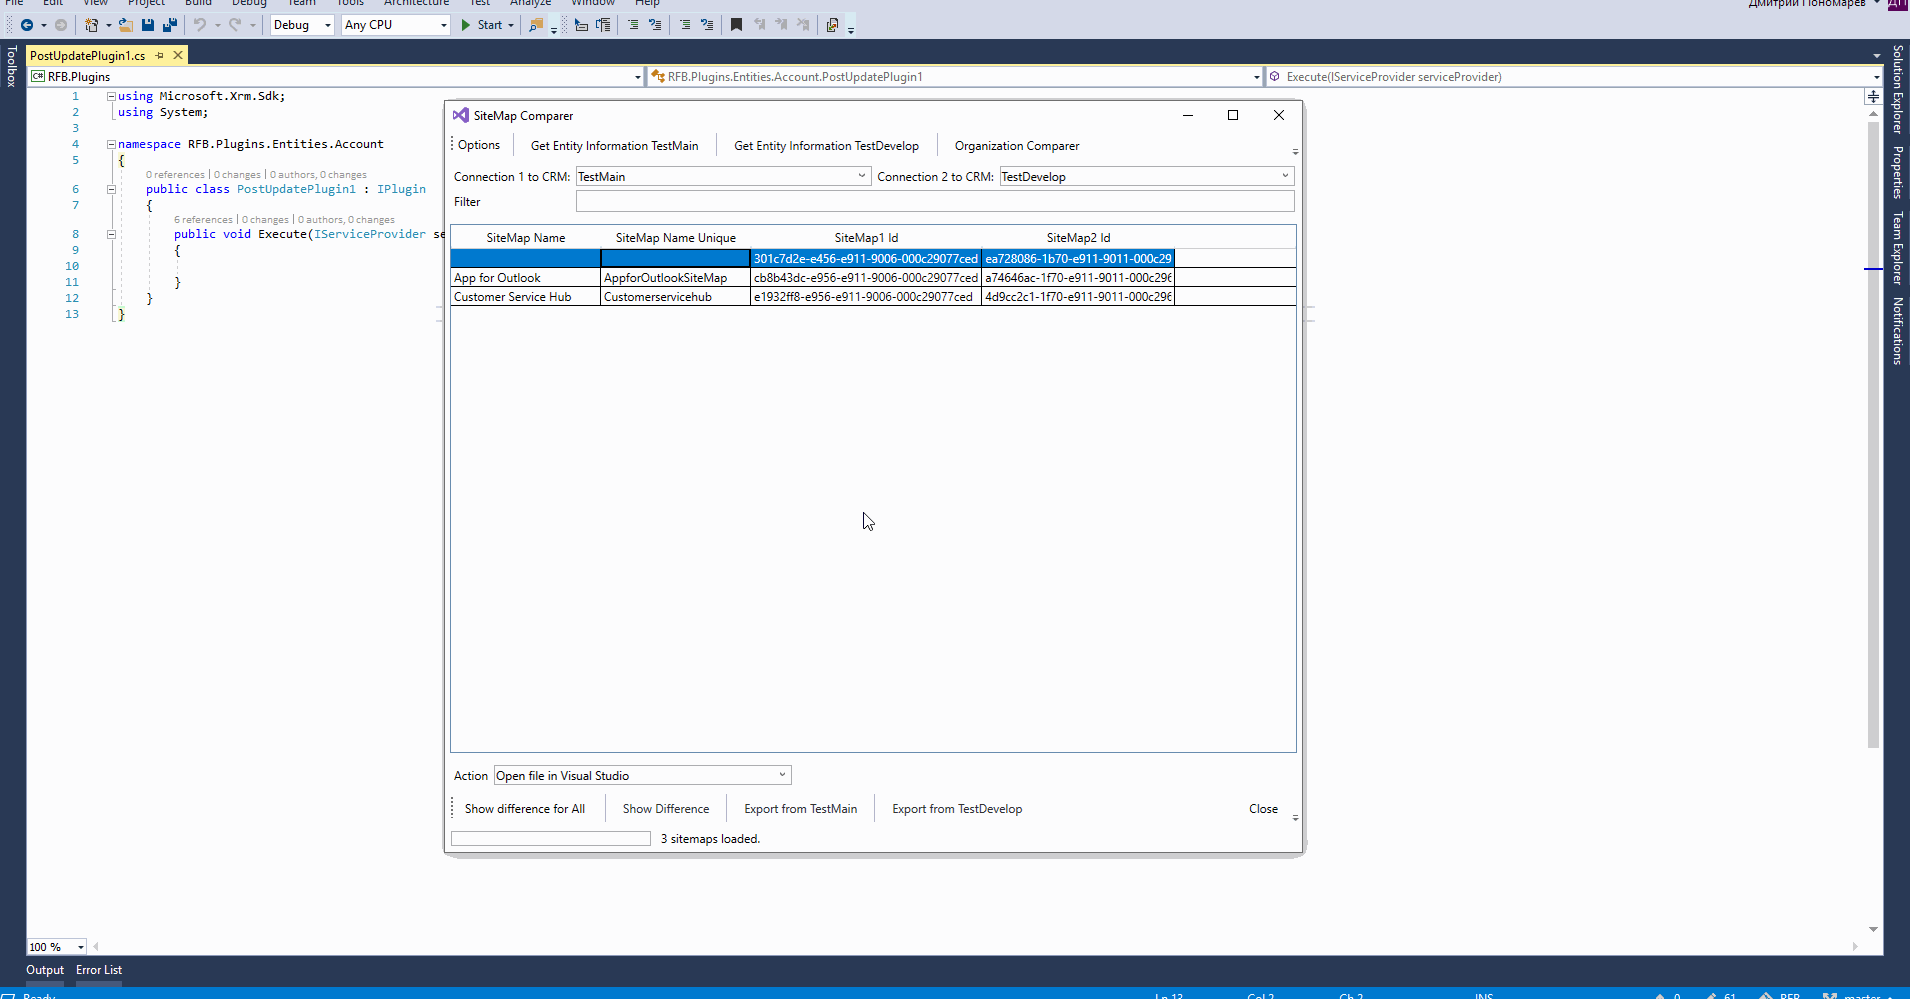 File Edit View Project Build Debug Team Tools Architecture Test Analyze Window Help
Дмитрий Пономарев ДП
Debug Any CPU Start
Toolbox
PostUpdatePlugin1.cs
C# RFB.Plugins
RFB.Plugins.Entities.Account.PostUpdatePlugin1
Execute(IServiceProvider serviceProvider)
1 using Microsoft.Xrm.Sdk;
2 using System;
3
4 namespace RFB.Plugins.Entities.Account
5 {
0 references | 0 changes | 0 authors, 0 changes
6 public class PostUpdatePlugin1 : IPlugin
7 {
6 references | 0 changes | 0 authors, 0 changes
8 public void Execute(IServiceProvider se
9 {
10
11 }
12 }
13 }
SiteMap Comparer
Options Get Entity Information TestMain Get Entity Information TestDevelop Organization Comparer
Connection 1 to CRM: TestMain Connection 2 to CRM: TestDevelop
Filter
SiteMap Name SiteMap Name Unique SiteMap1 Id SiteMap2 Id
301c7d2e-e456-e911-9006-000c29077ced ea728086-1b70-e911-9011-000c29
App for Outlook AppforOutlookSiteMap cb8b43dc-e956-e911-9006-000c29077ced a74646ac-1f70-e911-9011-000c296
Customer Service Hub Customerservicehub e1932ff8-e956-e911-9006-000c29077ced 4d9cc2c1-1f70-e911-9011-000c296
Action Open file in Visual Studio
Show difference for All Show Difference Export from TestMain Export from TestDevelop Close
3 sitemaps loaded.
Solution Explorer
Properties
Team Explorer
Notifications
100 %
Output Error List
Ready Ln 13 Col 2 Ch 2 INS 0 61 RFB master